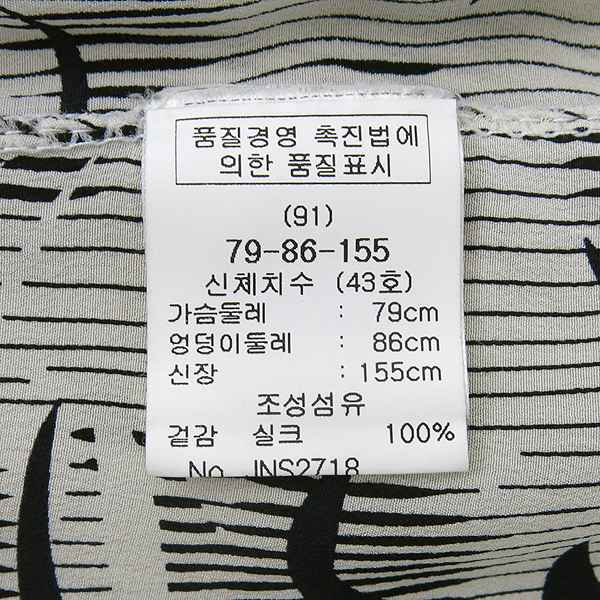 품질경영 촉진법에
의한 품질표시
(91)
79-86-155
신체치수 (43호)
가슴둘레 : 79cm
엉덩이둘레 : 86cm
신장 : 155cm
조성섬유
겉감 실크 100%
No. INS2718